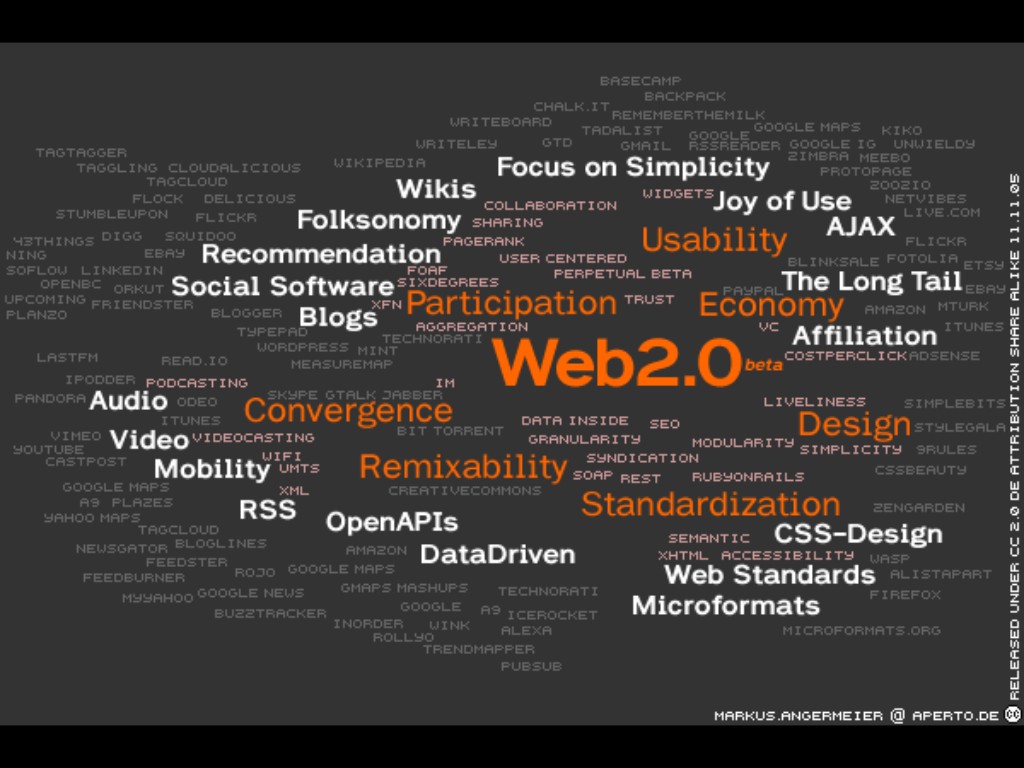 BASECAMP
BACKPACK
CHALK.IT
REMEMBERTHEMILK
WRITEBOARD
TADALIST
GOOGLE
GOOGLE MAPS
KIKO
WRITELEY
GTD
GMAIL
RSSREADER
GOOGLE IG
UNWIELDY
TAGTAGGER
WIKIPEDIA
Focus on Simplicity
ZIMBRA
MEEBO
TAGGLING
CLOUDALICIOUS
PROTOPAGE
TAGCLOUD
Wikis
WIDGETS
Joy of Use
ZOOZIO
FLOCK
DELICIOUS
COLLABORATION
NETVIBES
STUMBLEUPON
FLICKR
Folksonomy
SHARING
AJAX
LIVE.COM
43THINGS
DIGG
SQUIDOO
PAGERANK
Usability
FLICKR
NING
EBAY
Recommendation
USER CENTERED
BLINKSALE
FOTOLIA
ETSY
SOFLOW
LINKEDIN
FOAF
PERPETUAL BETA
OPENBC
ORKUT
Social Software
SIXDEGREES
PAYPAL
The Long Tail
EBAY
UPCOMING
FRIENDSTER
XFN
Participation
TRUST
Economy
AMAZON
MTURK
PLANZO
BLOGGER
Blogs
AGGREGATION
VC
ITUNES
TYPEPAD
TECHNORATI
Affiliation
WORDPRESS
MINT
Web2.0
beta
COSTPERCLICK
ADSENSE
LASTFM
READ.IO
MEASUREMAP
IPODDER
PODCASTING
IM
PANDORA
Audio
ODEO
SKYPE
GTALK
JABBER
LIVELINESS
SIMPLEBITS
ITUNES
Convergence
DATA INSIDE
SEO
Design
STYLEGALA
VIMEO
Video
VIDEOCASTING
BIT TORRENT
GRANULARITY
MODULARITY
YOUTUBE
WIFI
SYNDICATION
SIMPLICITY
9RULES
CASTPOST
Mobility
UMTS
Remixability
SOAP
REST
RUBYONRAILS
CSSBEAUTY
GOOGLE MAPS
XML
CREATIVECOMMONS
A9
PLAZES
RSS
Standardization
ZENGARDEN
YAHOO MAPS
OpenAPIs
TAGCLOUD
SEMANTIC
CSS-Design
NEWSGATOR
BLOGLINES
AMAZON
DataDriven
XHTML
ACCESSIBILITY
WASP
FEEDSTER
ROJO
GOOGLE MAPS
Web Standards
ALISTAPART
FEEDBURNER
GMAPS MASHUPS
TECHNORATI
FIREFOX
MYYAHOO
GOOGLE NEWS
GOOGLE
A9
Microformats
BUZZTRACKER
ICEROCKET
INORDER
WINK
ALEXA
MICROFORMATS.ORG
ROLLYO
TRENDMAPPER
PUBSUB
MARKUS.ANGERMEIER @ APERTO.DE
CC RELEASED UNDER CC 2.0 DE ATTRIBUTION SHARE ALIKE 11.11.05